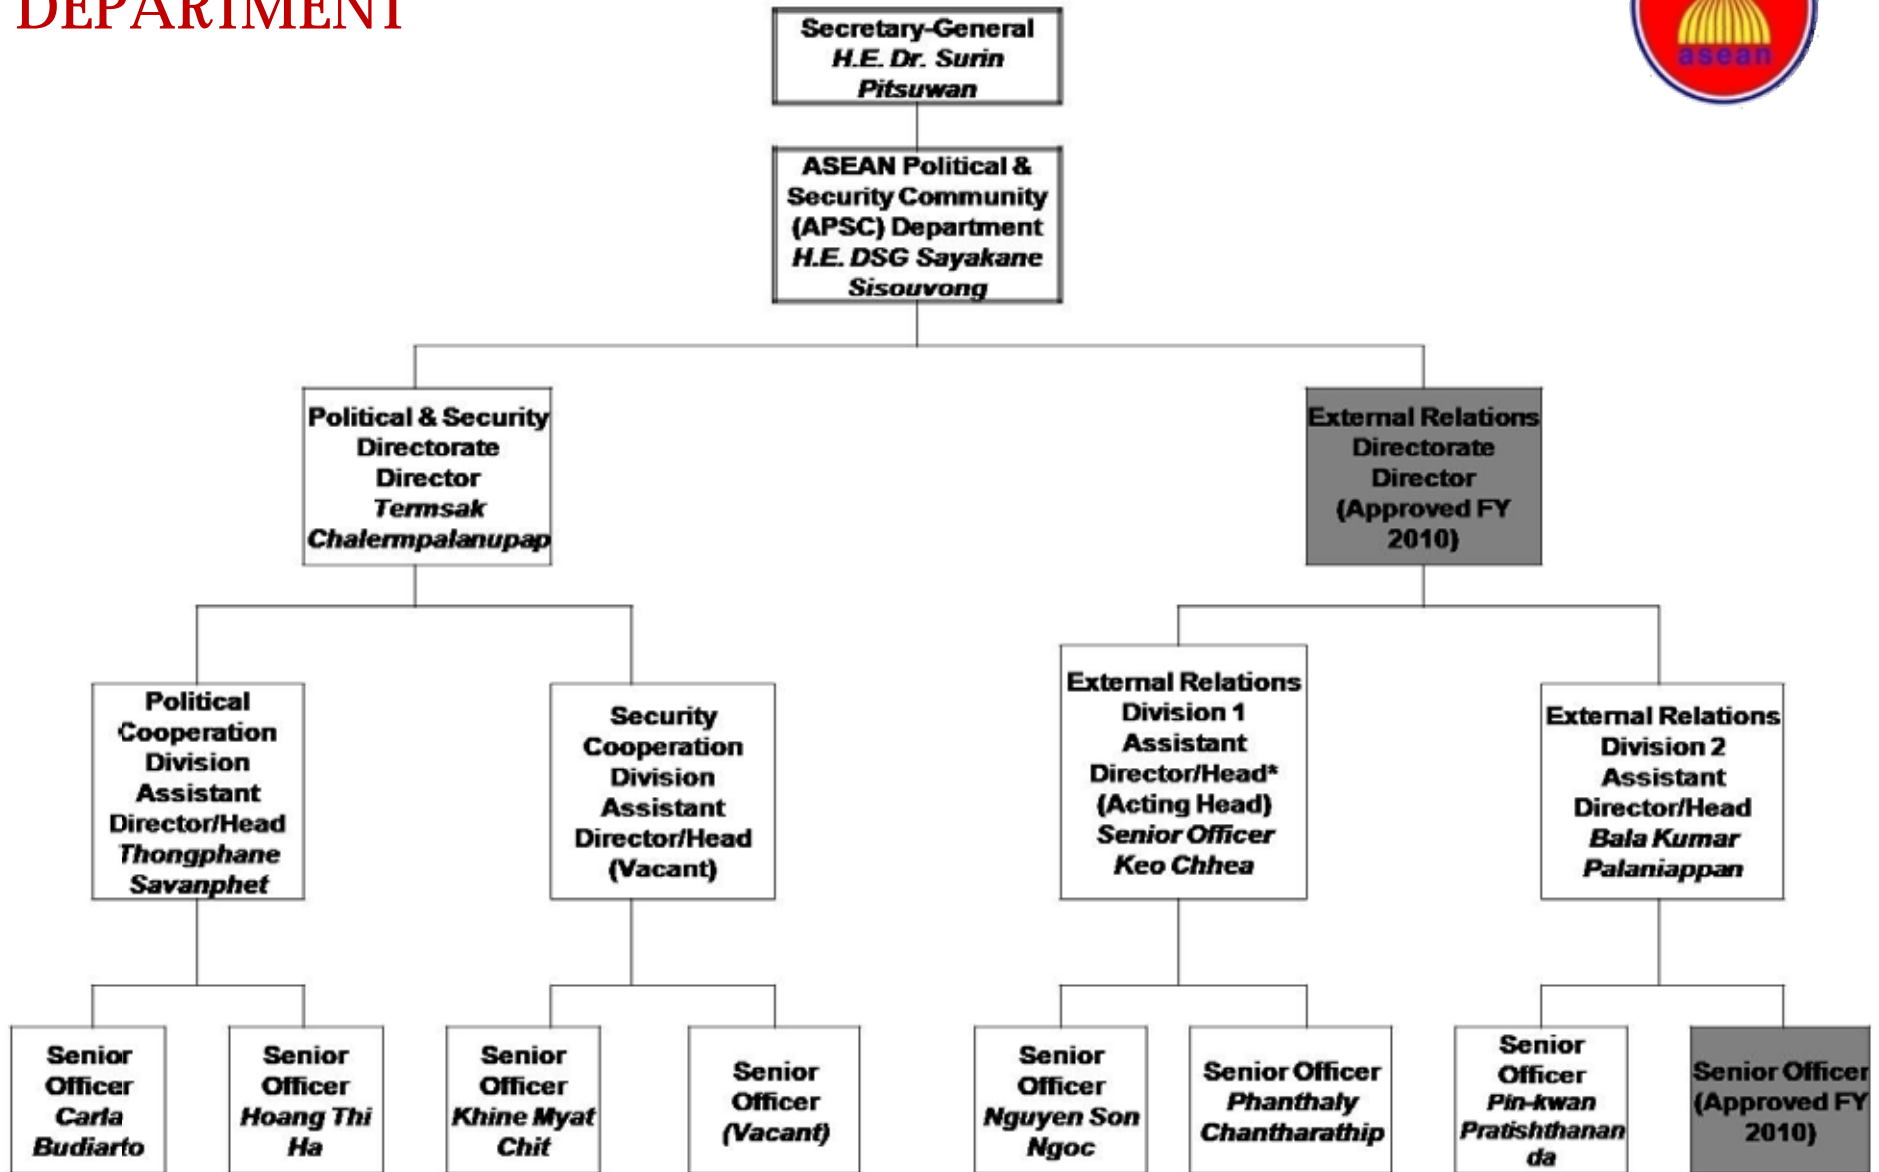 DEPARTMENT
asean
Secretary-General
H.E. Dr. Surin
Pitsuwan
ASEAN Political &
Security Community
(APSC) Department
H.E. DSG Sayakane
Sisouvong
Political & Security
Directorate
Director
Termsak
Chalermpalanupap
External Relations
Directorate
Director
(Approved FY
2010)
Political
Cooperation
Division
Assistant
Director/Head
Thongphane
Savanphet
Security
Cooperation
Division
Assistant
Director/Head
(Vacant)
External Relations
Division 1
Assistant
Director/Head*
(Acting Head)
Senior Officer
Keo Chhea
External Relations
Division 2
Assistant
Director/Head
Bala Kumar
Palaniappan
Senior
Officer
Carla
Budiarto
Senior
Officer
Hoang Thi
Ha
Senior
Officer
Khine Myat
Chit
Senior
Officer
(Vacant)
Senior
Officer
Nguyen Son
Ngoc
Senior Officer
Phanthaly
Chantharathip
Senior
Officer
Pin-kwan
Pratishthanan
da
Senior Officer
(Approved FY
2010)